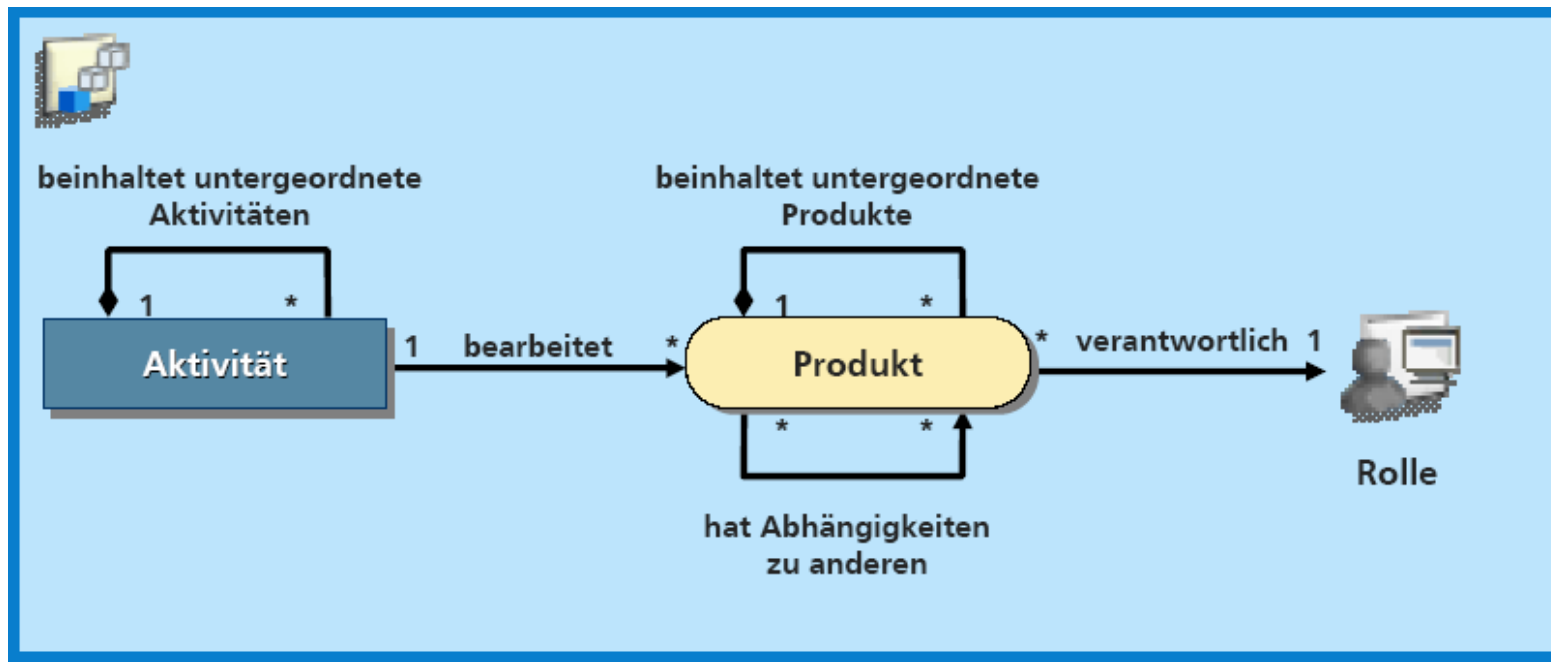 beinhaltet untergeordnete
Aktivitäten
beinhaltet untergeordnete
Produkte
1 *
1 *
Aktivität
1 bearbeitet *
Produkt
* verantwortlich 1
* *
Rolle
hat Abhängigkeiten
zu anderen